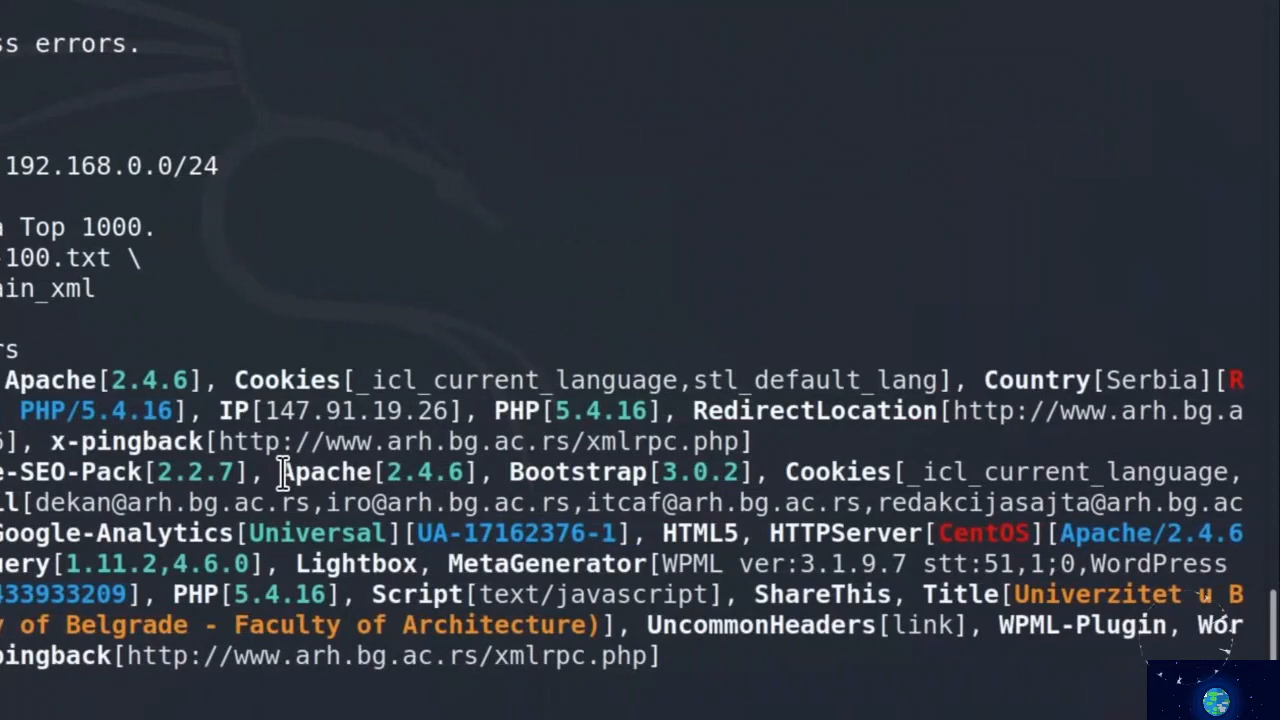 ss errors.
192.168.0.0/24
Top 1000.
100.txt \
ain_xml
rs
Apache[2.4.6], Cookies[_icl_current_language,stl_default_lang], Country[Serbia][R
PHP/5.4.16], IP[147.91.19.26], PHP[5.4.16], RedirectLocation[http://www.arh.bg.a
], x-pingback[http://www.arh.bg.ac.rs/xmlrpc.php]
e-SEO-Pack[2.2.7], Apache[2.4.6], Bootstrap[3.0.2], Cookies[_icl_current_language,
il[dekan@arh.bg.ac.rs,iro@arh.bg.ac.rs,itcaf@arh.bg.ac.rs,redakcijasajta@arh.bg.ac
Google-Analytics[Universal][UA-17162376-1], HTML5, HTTPServer[CentOS][Apache/2.4.6
uery[1.11.2,4.6.0], Lightbox, MetaGenerator[WPML ver:3.1.9.7 stt:51,1;0,WordPress
433933209], PHP[5.4.16], Script[text/javascript], ShareThis, Title[Univerzitet u B
y of Belgrade - Faculty of Architecture)], UncommonHeaders[link], WPML-Plugin, Wor
pingback[http://www.arh.bg.ac.rs/xmlrpc.php]